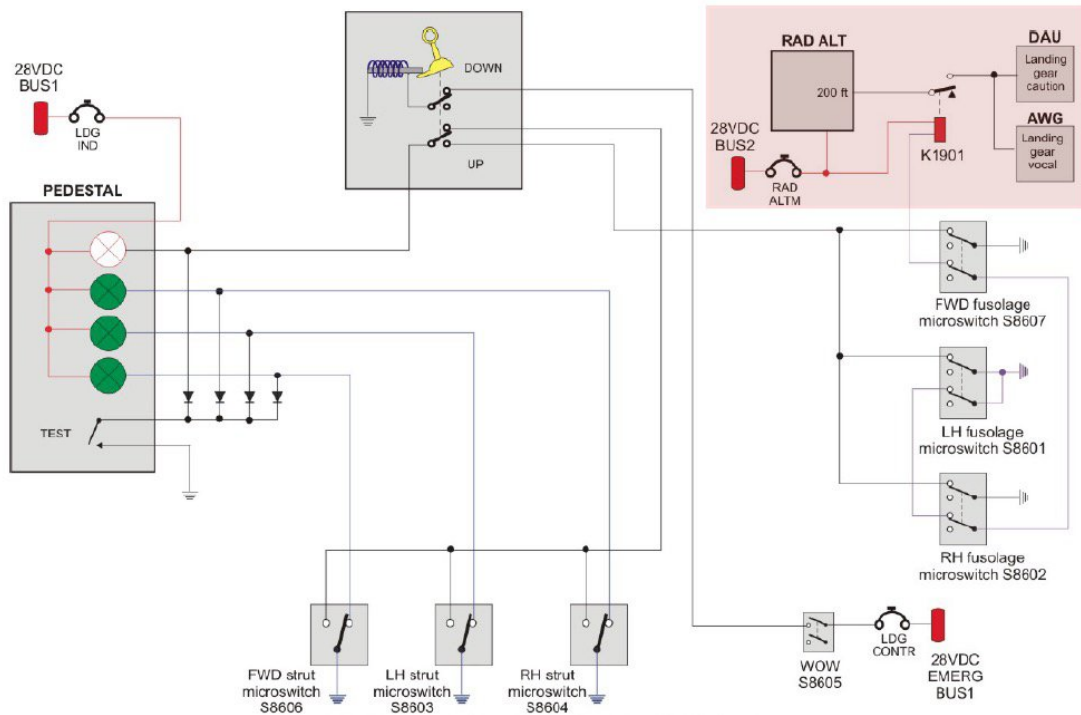 28VDC
BUS1
LDG
IND
PEDESTAL
TEST
DOWN
UP
RAD ALT
200 ft
28VDC
BUS2
RAD
ALTM
K1901
DAU
Landing
gear
caution
AWG
Landing
gear
vocal
FWD fusolage
microswitch S8607
LH fusolage
microswitch S8601
RH fusolage
microswitch S8602
FWD strut
microswitch
S8606
LH strut
microswitch
S8603
RH strut
microswitch
S8604
WOW
S8605
LDG
CONTR
28VDC
EMERG
BUS1